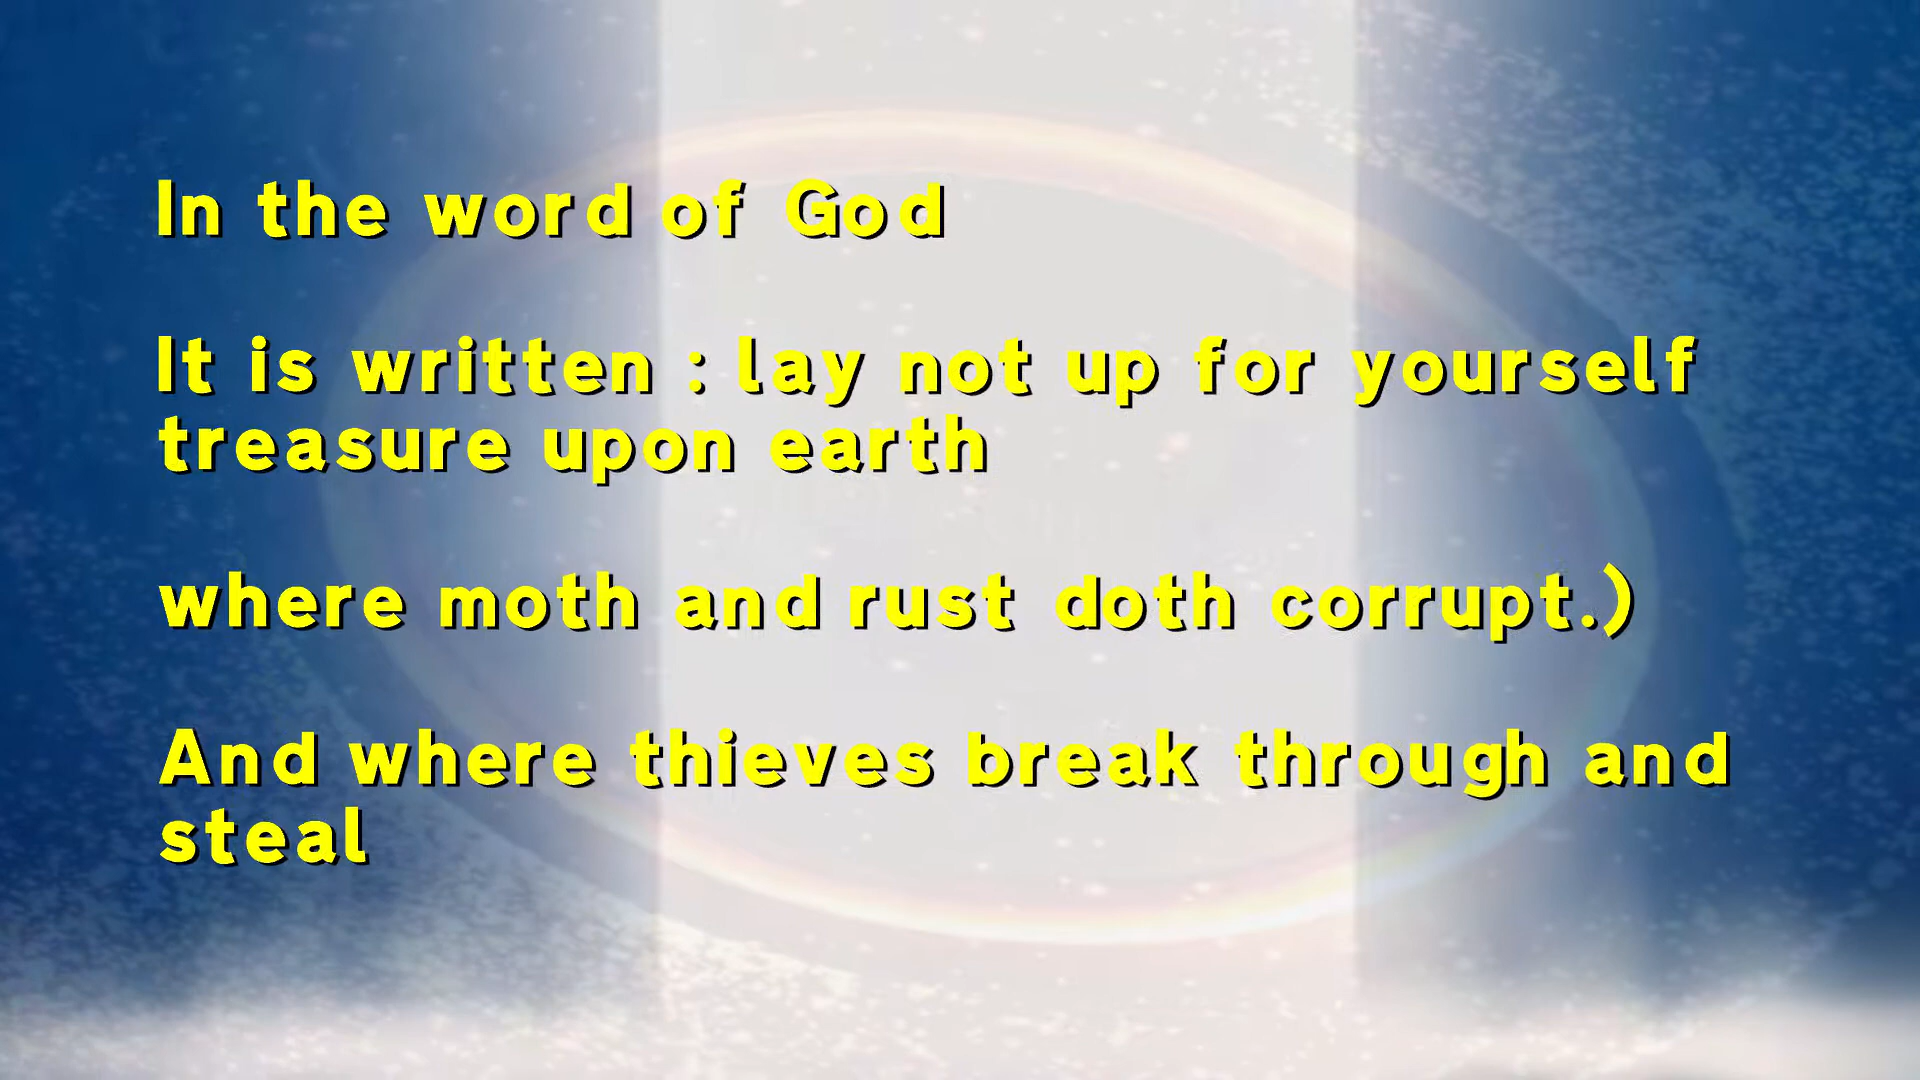 In the word of God
It is written : lay not up for yourself
treasure upon earth
where moth and rust doth corrupt.)
And where thieves break through and
steal